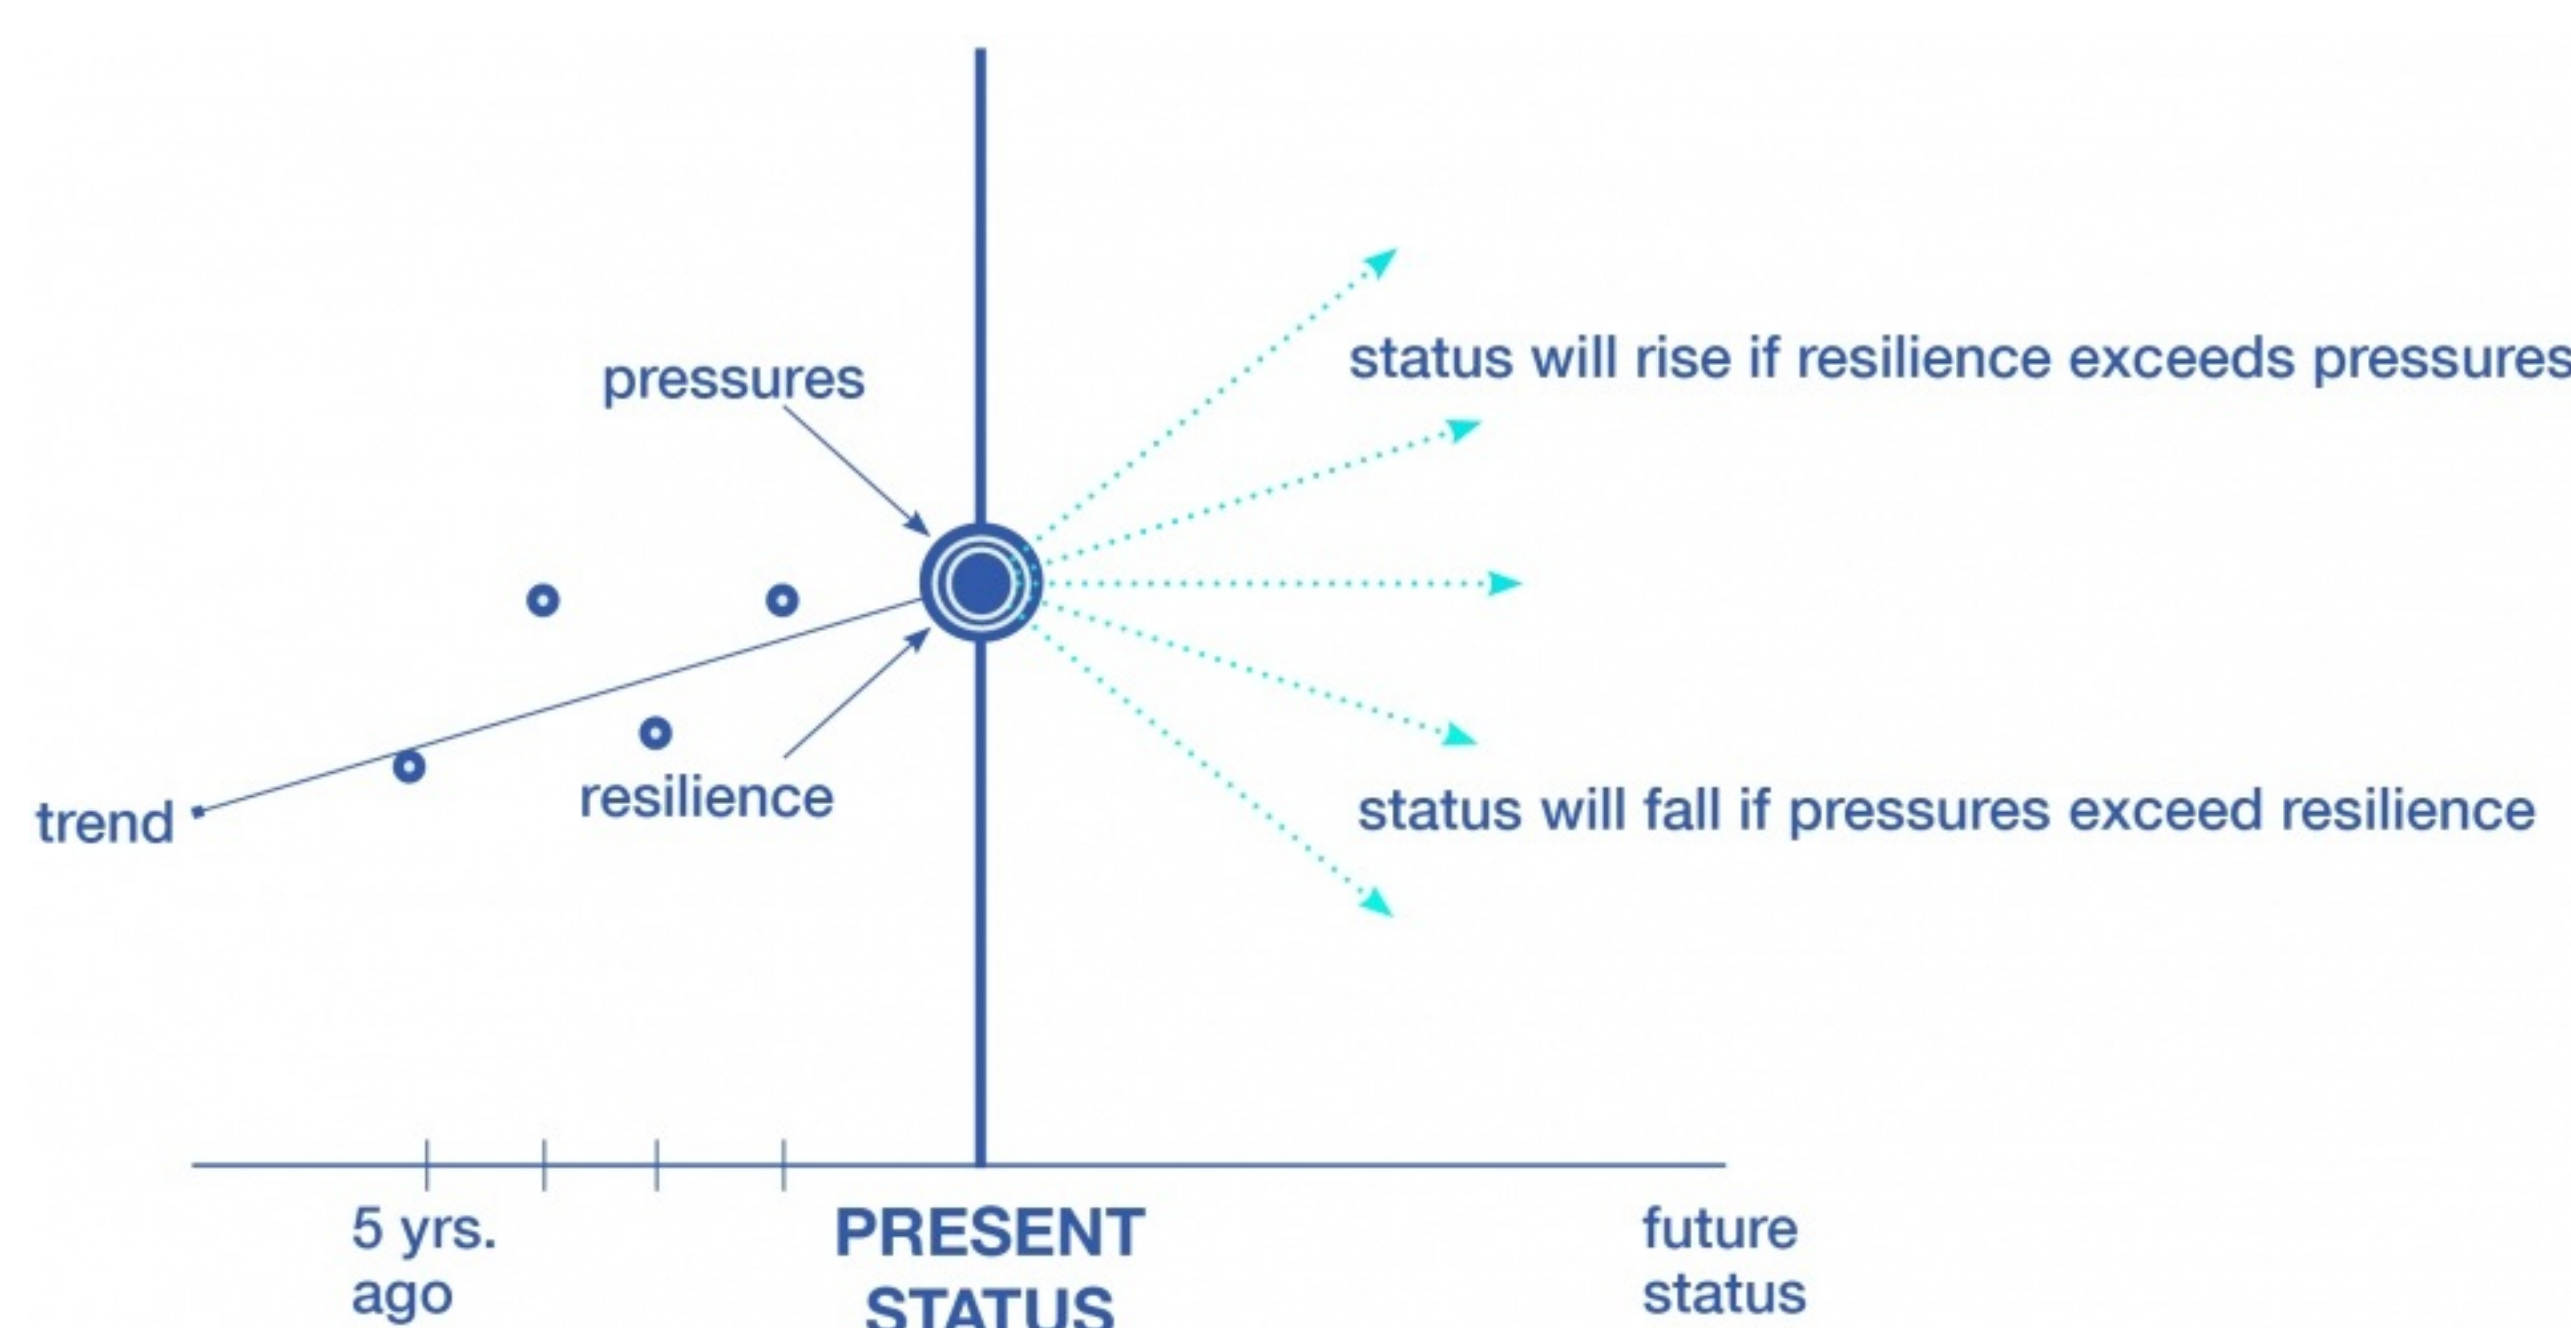 status will rise if resilience exceeds pressures
pressures
resilience
trend
status will fall if pressures exceed resilience
5 yrs.
ago
PRESENT
STATUS
future
status